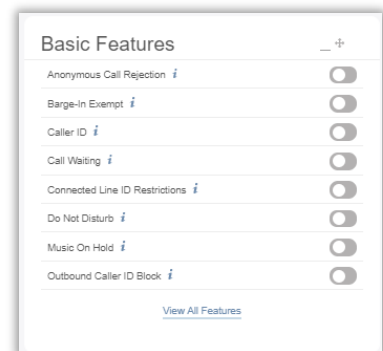 Basic Features
Anonymous Call Rejection i
Barge-In Exempt i
Caller ID i
Call Waiting i
Connected Line ID Restrictions i
Do Not Disturb i
Music On Hold i
Outbound Caller ID Block i
View All Features